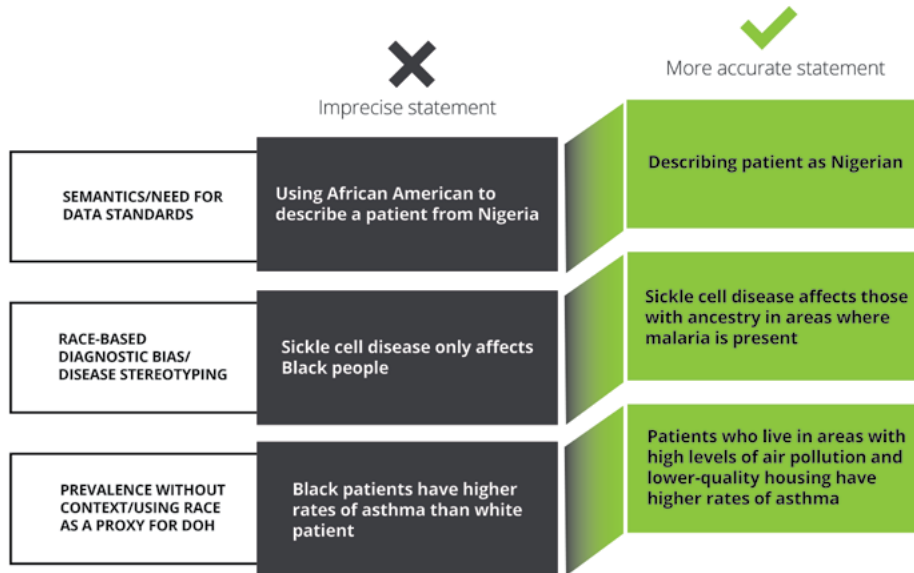 Imprecise statement
More accurate statement
SEMANTICS/NEED FOR
DATA STANDARDS
Using African American to
describe a patient from Nigeria
Describing patient as Nigerian
RACE-BASED
DIAGNOSTIC BIAS/
DISEASE STEREOTYPING
Sickle cell disease only affects
Black people
Sickle cell disease affects those
with ancestry in areas where
malaria is present
PREVALENCE WITHOUT
CONTEXT/USING RACE
AS A PROXY FOR DOH
Black patients have higher
rates of asthma than white
patient
Patients who live in areas with
high levels of air pollution and
lower-quality housing have
higher rates of asthma